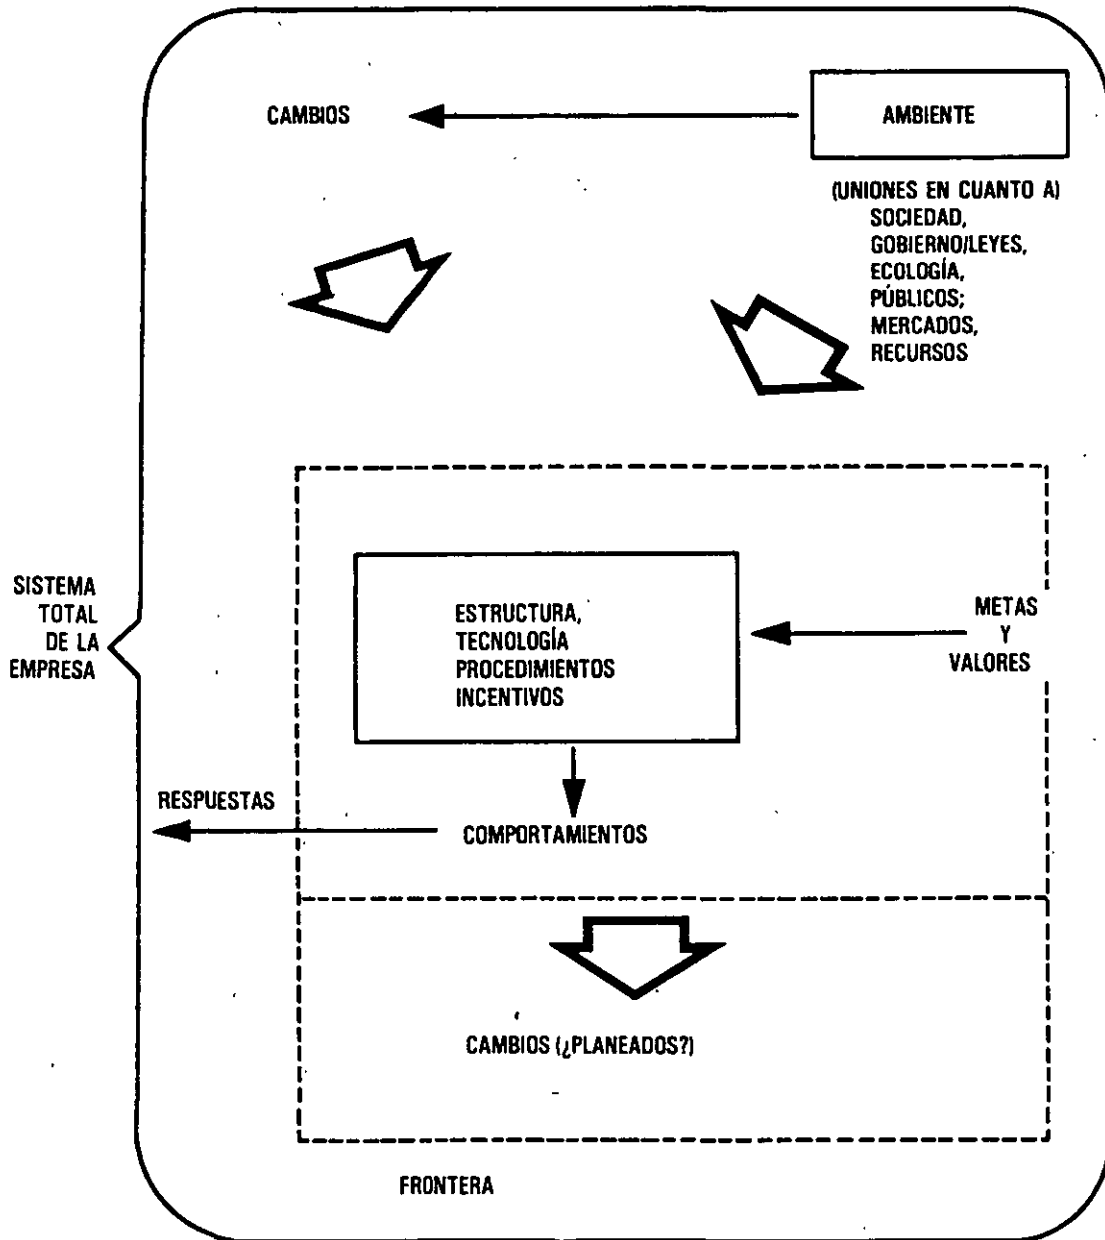 CAMBIOS
AMBIENTE
(UNIONES EN CUANTO A)
SOCIEDAD,
GOBIERNO/LEYES,
ECOLOGÍA,
PÚBLICOS;
MERCADOS,
RECURSOS
SISTEMA
TOTAL
DE LA
EMPRESA
ESTRUCTURA,
TECNOLOGÍA
PROCEDIMIENTOS
INCENTIVOS
METAS
Y
VALORES
RESPUESTAS
COMPORTAMIENTOS
CAMBIOS (¿PLANEADOS?)
FRONTERA